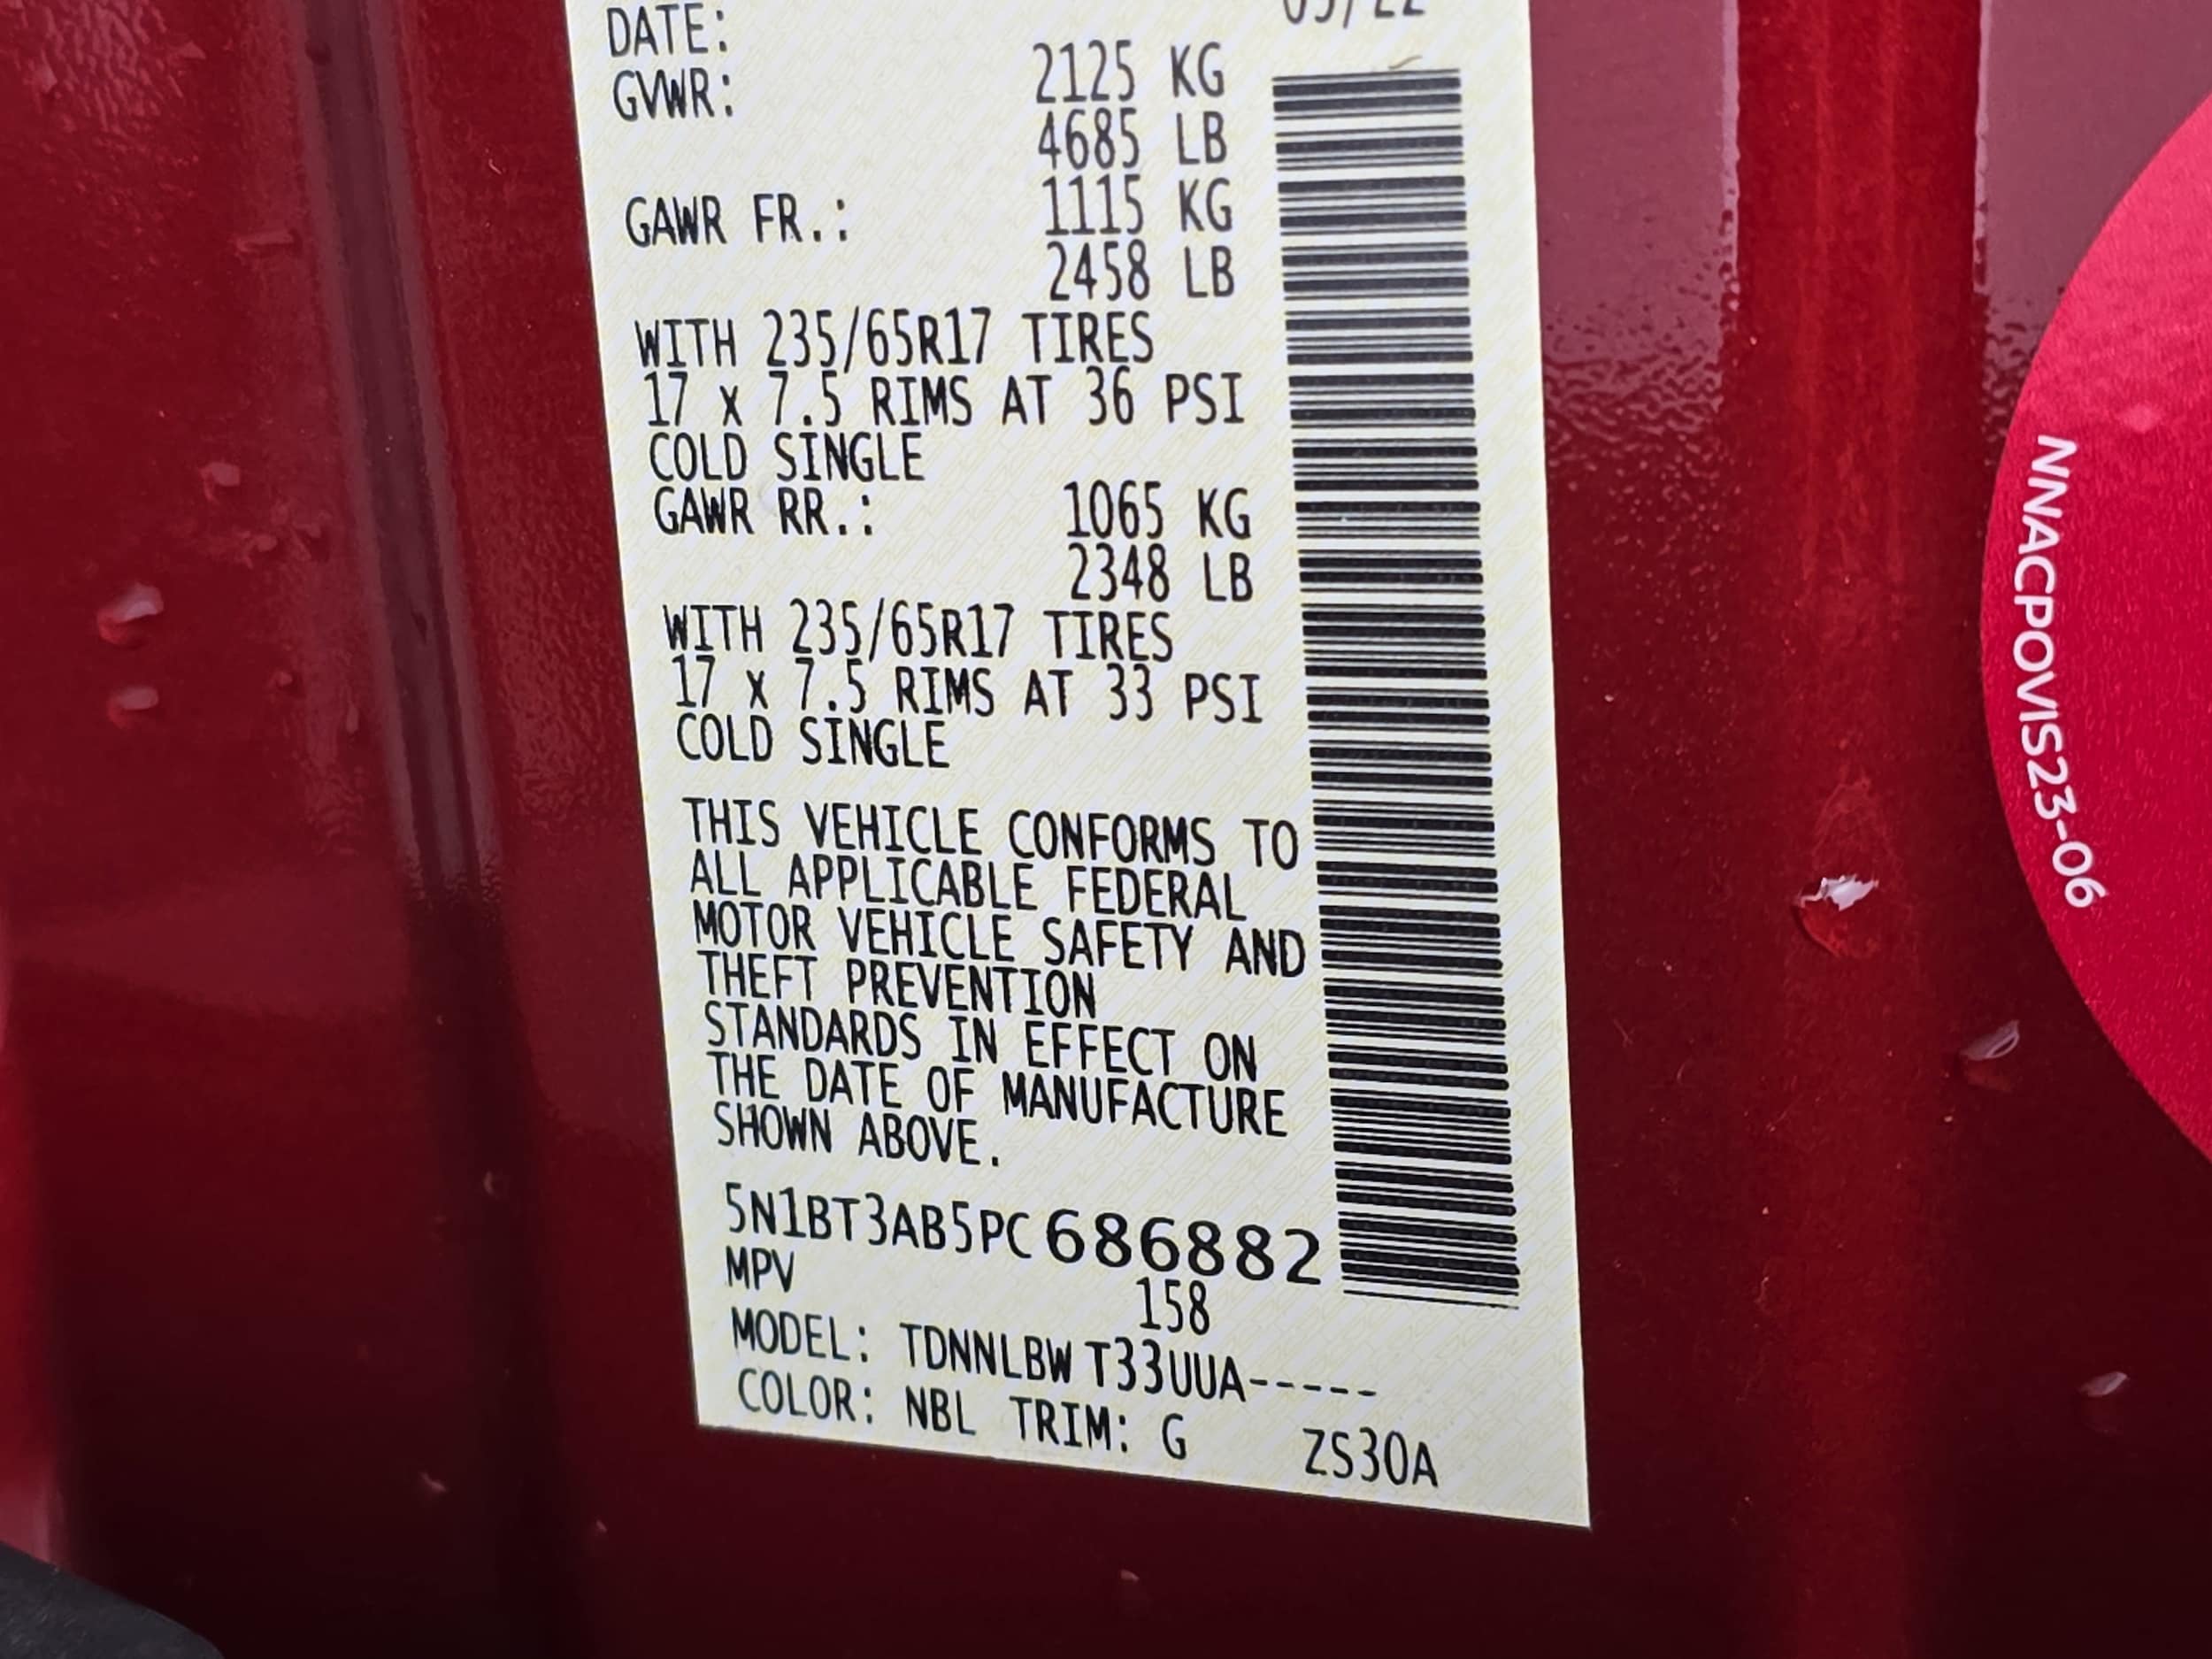 DATE:
GVWR: 2125 KG
4685 LB
GAWR FR.: 1115 KG
2458 LB
WITH 235/65R17 TIRES
17 x 7.5 RIMS AT 36 PSI
COLD SINGLE
GAWR RR.: 1065 KG
2348 LB
WITH 235/65R17 TIRES
17 x 7.5 RIMS AT 33 PSI
COLD SINGLE
THIS VEHICLE CONFORMS TO
ALL APPLICABLE FEDERAL
MOTOR VEHICLE SAFETY AND
THEFT PREVENTION
STANDARDS IN EFFECT ON
THE DATE OF MANUFACTURE
SHOWN ABOVE.
5N1BT3AB5PC686882
MPV 158
MODEL: TDNNLBW T33UUA-----
COLOR: NBL TRIM: G ZS30A
NNACPOVIS23-06